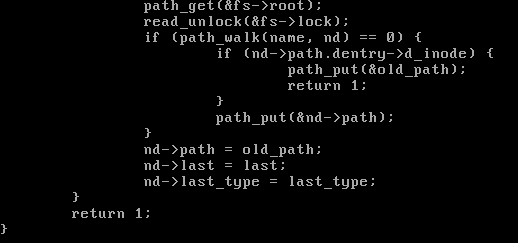 path_get(&fs->root);
read_unlock(&fs->lock);
if (path_walk(name, nd) == 0) {
if (nd->path.dentry->d_inode) {
path_put(&old_path);
return 1;
}
path_put(&nd->path);
}
nd->path = old_path;
nd->last = last;
nd->last_type = last_type;
}
return 1;
}